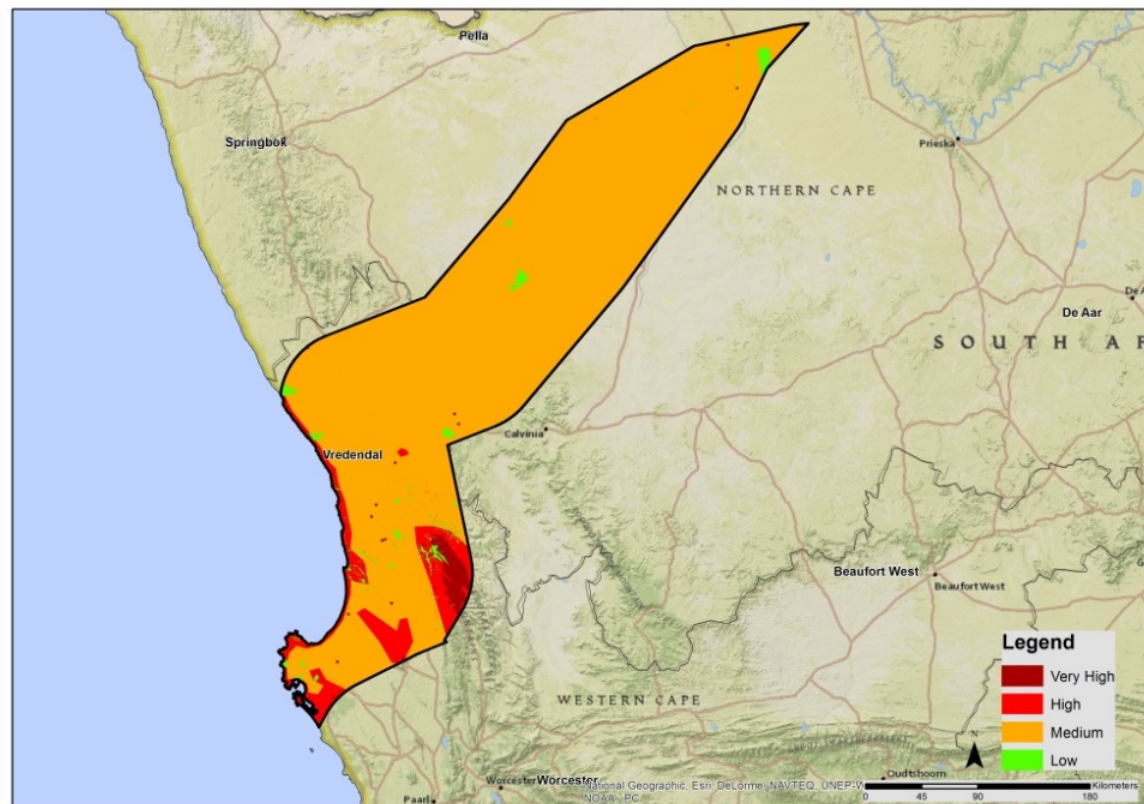 Pella
Springbok
Prieska
NORTHERN CAPE
De Aar
SOUTH AF
Calvinia
Vredendal
Beaufort West
Beaufort West
Legend
Very High
High
Medium
Low
WESTERN CAPE
N
Oudtshoorn
Worcester
Worcester
National Geographic, Esri, DeLorme, NAVTEQ, UNEP-W
NOAA, iPC
Kilometers
0 45 90 180
Paarl